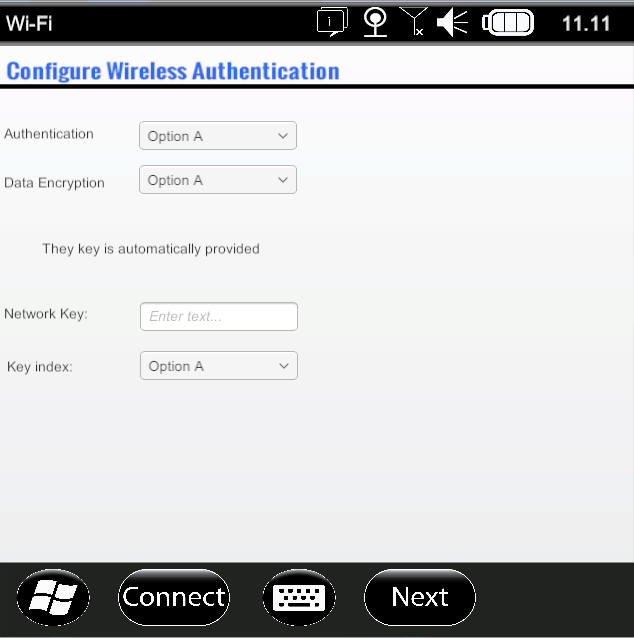 Wi-Fi
11.11
Configure Wireless Authentication
Authentication
Option A
Data Encryption
Option A
They key is automatically provided
Network Key:
Enter text...
Key index:
Option A
Connect
Next